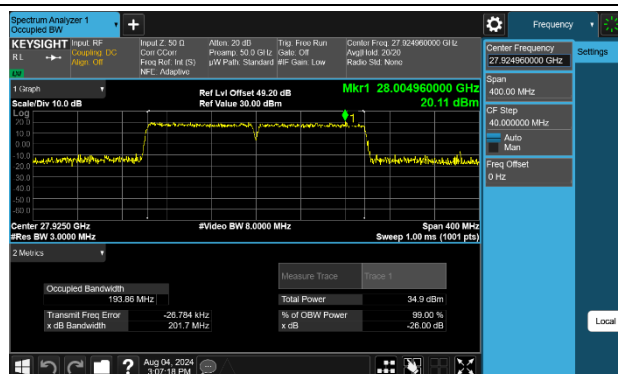 Spectrum Analyzer 1
Occupied BW
Frequency
KEYSIGHT
Input: RF
Coupling: DC
Align: Off
Input Z: 50 Ω
Corr CCorr
Freq Ref: Int (S)
NFE: Adaptive
Atten: 20 dB
Preamp: 50.0 GHz
µW Path: Standard
Trig: Free Run
Gate: Off
#IF Gain: Low
Center Freq: 27.924960000 GHz
Avg|Hold: 20/20
Radio Std: None
R L
LV
Center Frequency
27.924960000 GHz
Settings
Span
400.00 MHz
CF Step
40.000000 MHz
Auto
Man
Freq Offset
0 Hz
Local
1 Graph
Scale/Div 10.0 dB
Ref Lvl Offset 49.20 dB
Ref Value 30.00 dBm
Mkr1 28.004960000 GHz
20.11 dBm
Log
20.0
10.0
0.00
-10.0
-20.0
-30.0
-40.0
-50.0
-60.0
1
Center 27.9250 GHz
#Res BW 3.0000 MHz
#Video BW 8.0000 MHz
Span 400 MHz
Sweep 1.00 ms (1001 pts)
2 Metrics
Measure Trace
Trace 1
Occupied Bandwidth
193.86 MHz
Total Power
34.9 dBm
Transmit Freq Error
-26.784 kHz
% of OBW Power
99.00 %
x dB Bandwidth
201.7 MHz
x dB
-26.00 dB
?
Aug 04, 2024
3:07:18 PM